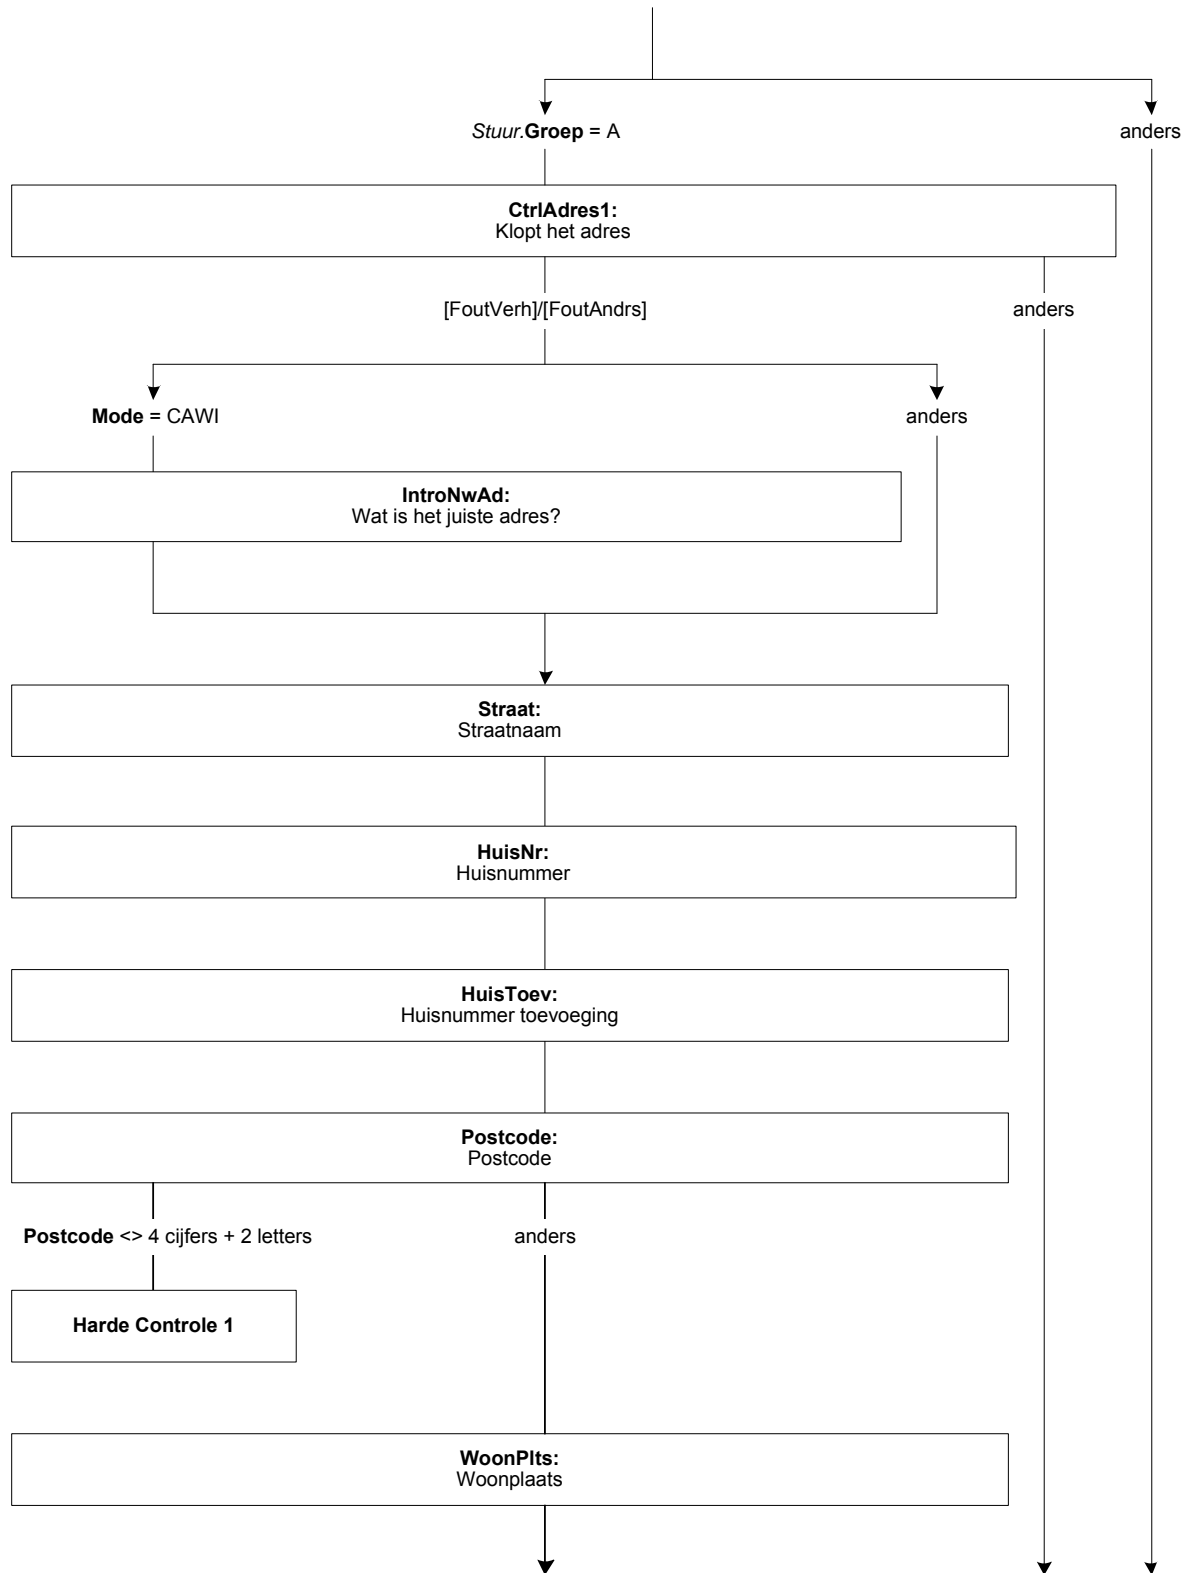 Stuur.Groep = A
anders
CtrlAdres1:
Klopt het adres
[FoutVerh]/[FoutAndrs]
anders
Mode = CAWI
anders
IntroNwAd:
Wat is het juiste adres?
Straat:
Straatnaam
HuisNr:
Huisnummer
HuisToev:
Huisnummer toevoeging
Postcode:
Postcode
Postcode <> 4 cijfers + 2 letters
anders
Harde Controle 1
WoonPlts:
Woonplaats